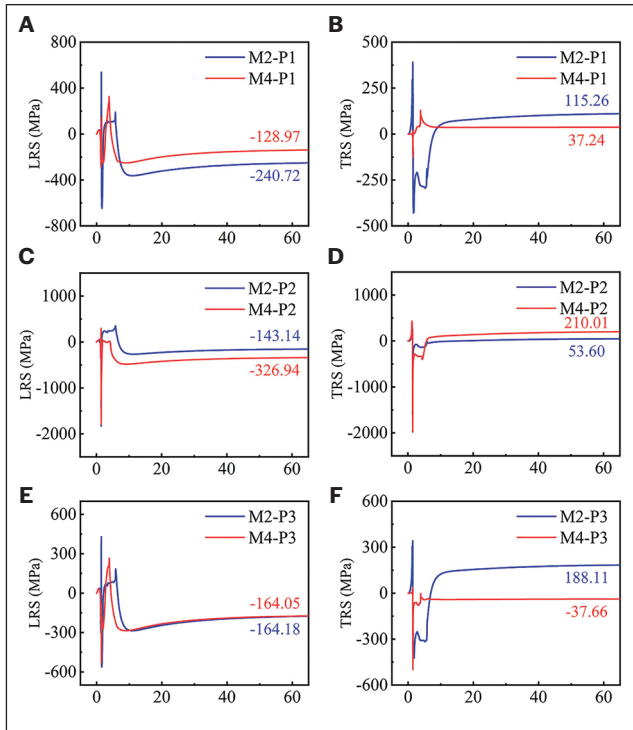 A
800
400
0
-400
-800
LRS (MPa)
M2-P1
M4-P1
-128.97
-240.72
0 20 40 60
B
500
250
0
-250
-500
TRS (MPa)
M2-P1
M4-P1
115.26
37.24
0 20 40 60
C
1000
0
-1000
-2000
LRS (MPa)
M2-P2
M4-P2
-143.14
-326.94
0 20 40 60
D
1000
0
-1000
-2000
TRS (MPa)
M2-P2
M4-P2
210.01
53.60
0 20 40 60
E
600
300
0
-300
-600
LRS (MPa)
M2-P3
M4-P3
-164.05
-164.18
0 20 40 60
F
600
300
0
-300
-600
TRS (MPa)
M2-P3
M4-P3
188.11
-37.66
0 20 40 60